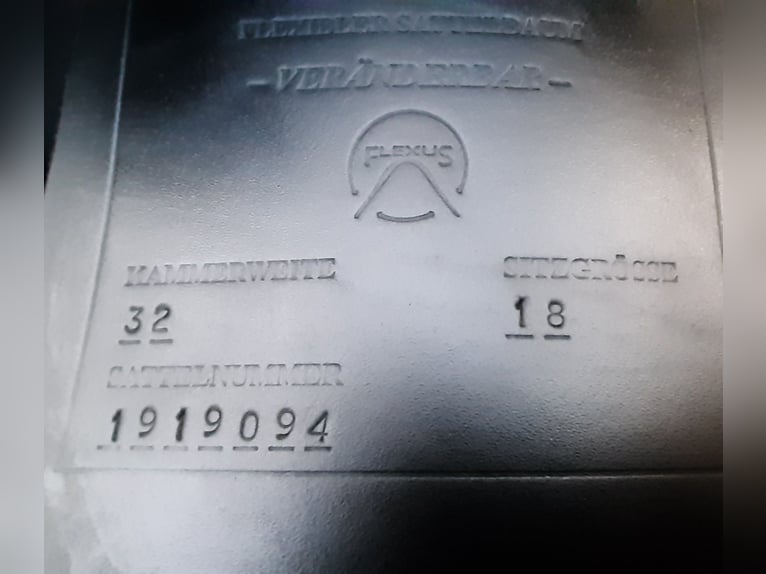 FLEXIBLER SATTELBAUM
- VERÄNDERBAR -
FLEXUS
KAMMERWEITE
32
SITZGRÖSSE
18
SATTELNUMMER
1919094